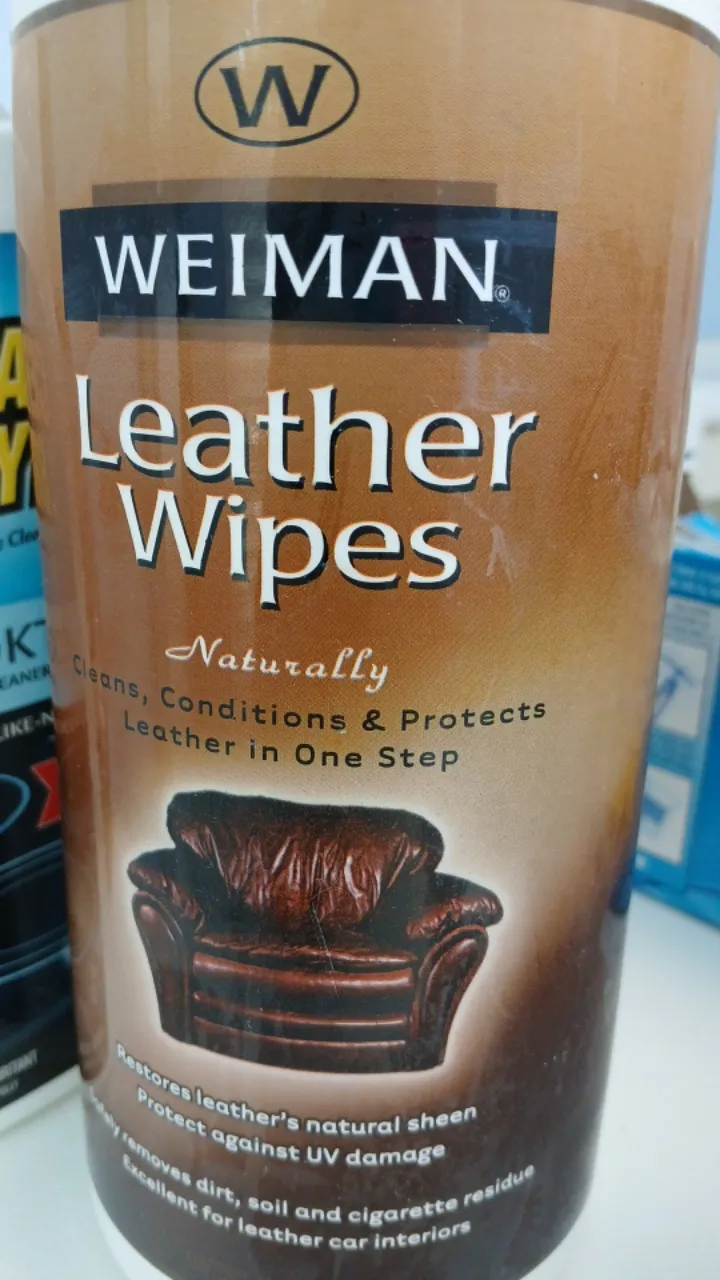 W
WEIMAN®
Leather
Wipes
Naturally
Cleans, Conditions & Protects
Leather in One Step
Restores leather's natural sheen
Protect against UV damage
Safely removes dirt, soil and cigarette residue
Excellent for leather car interiors